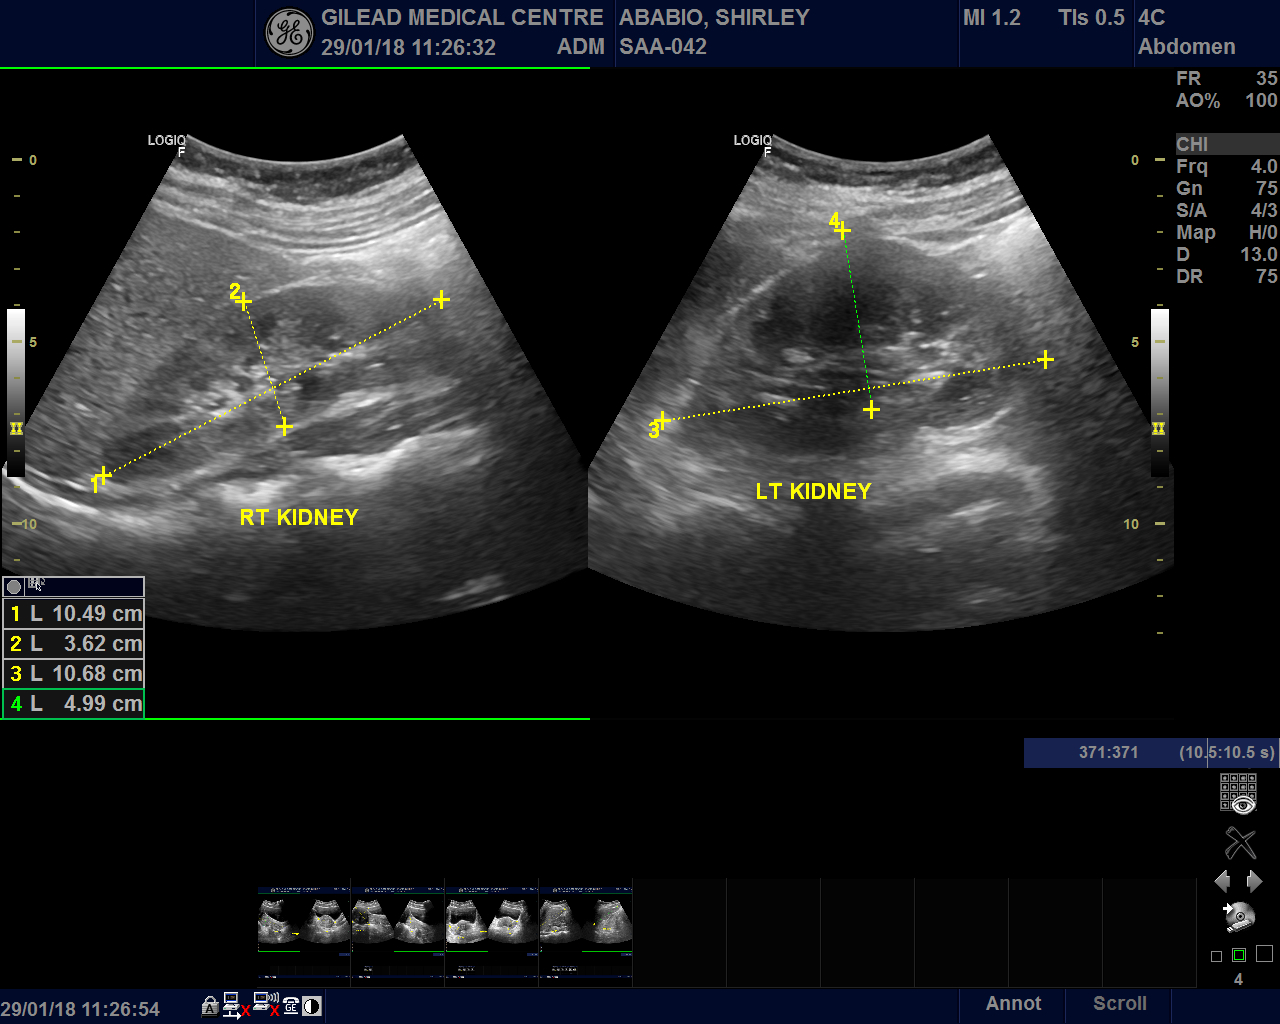 GILEAD MEDICAL CENTRE
29/01/18 11:26:32 ADM
ABABIO, SHIRLEY
SAA-042
MI 1.2 TIs 0.5
4C
Abdomen
FR 35
AO% 100
CHI
Frq 4.0
Gn 75
S/A 4/3
Map H/0
D 13.0
DR 75
LOGIQ
F
LOGIQ
F
0
5
10
0
5
10
2
1
4
3
RT KIDNEY
LT KIDNEY
1 L 10.49 cm
2 L 3.62 cm
3 L 10.68 cm
4 L 4.99 cm
371:371 (10.5:10.5 s)
4
29/01/18 11:26:54
Annot
Scroll